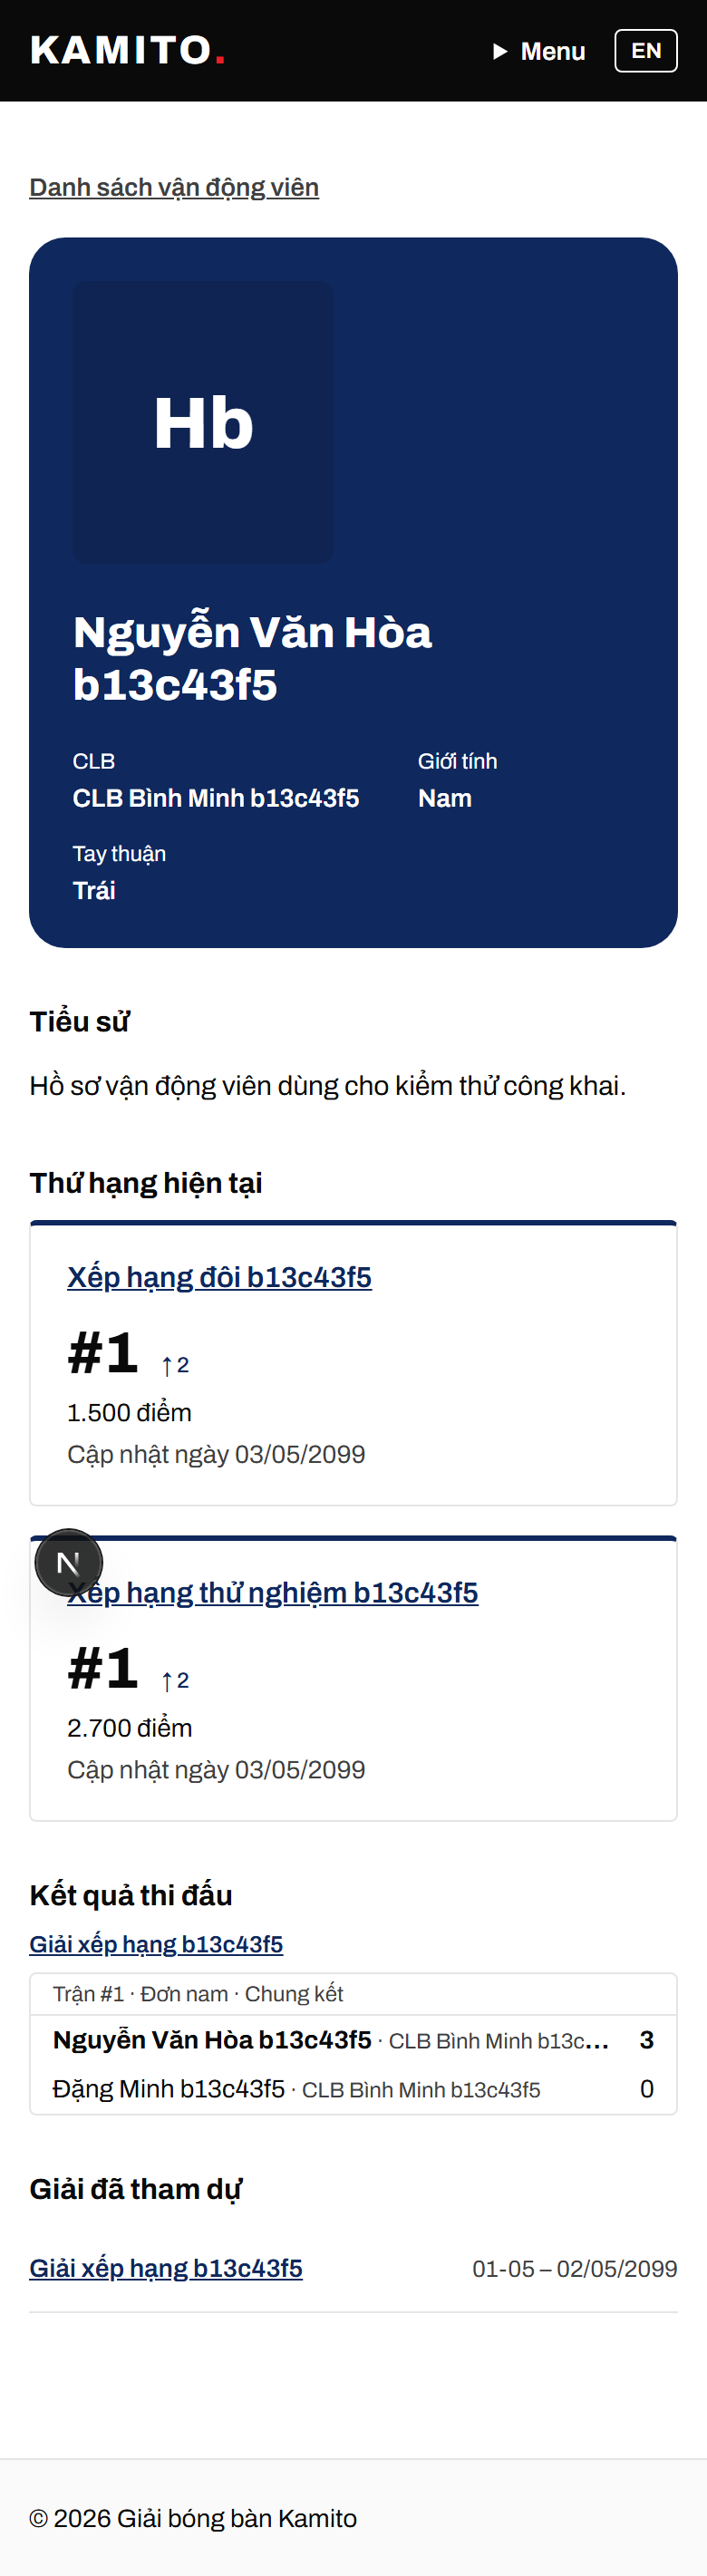 KAMITO.
▶ Menu
EN
Danh sách vận động viên
Hb
Nguyễn Văn Hòa
b13c43f5
CLB
Giới tính
CLB Bình Minh b13c43f5
Nam
Tay thuận
Trái
Tiểu sử
Hồ sơ vận động viên dùng cho kiểm thử công khai.
Thứ hạng hiện tại
Xếp hạng đôi b13c43f5
#1 ↑2
1.500 điểm
Cập nhật ngày 03/05/2099
N
Xếp hạng thử nghiệm b13c43f5
#1 ↑2
2.700 điểm
Cập nhật ngày 03/05/2099
Kết quả thi đấu
Giải xếp hạng b13c43f5
Trận #1 · Đơn nam · Chung kết
Nguyễn Văn Hòa b13c43f5 · CLB Bình Minh b13c... 3
Đặng Minh b13c43f5 · CLB Bình Minh b13c43f5 0
Giải đã tham dự
Giải xếp hạng b13c43f5 01-05 – 02/05/2099
© 2026 Giải bóng bàn Kamito